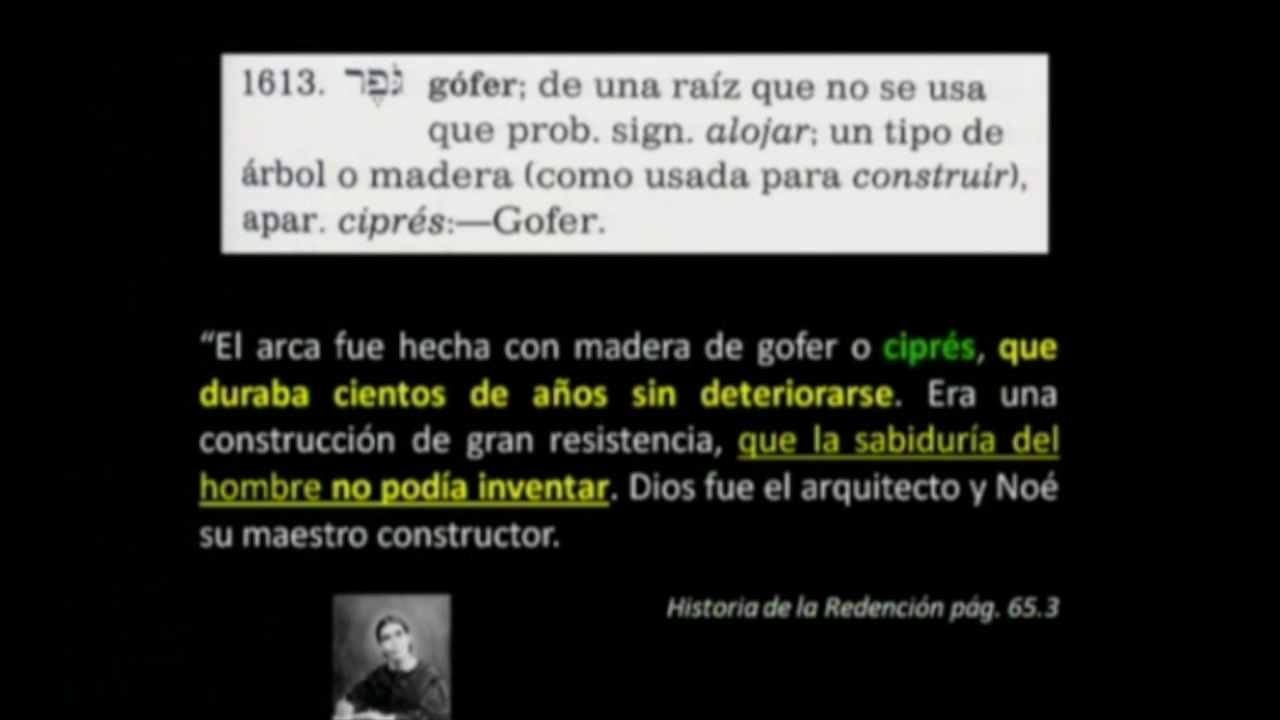 1613. גֹּפֶר gófer; de una raíz que no se usa
que prob. sign. alojar; un tipo de
árbol o madera (como usada para construir),
apar. ciprés:—Gofer.
“El arca fue hecha con madera de gofer o ciprés, que
duraba cientos de años sin deteriorarse. Era una
construcción de gran resistencia, que la sabiduría del
hombre no podía inventar. Dios fue el arquitecto y Noé
su maestro constructor.
Historia de la Redención pág. 65.3